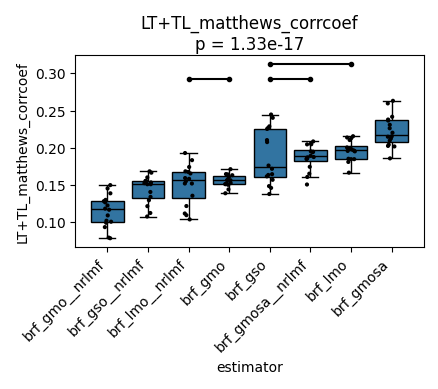 LT+TL_matthews_corrcoef
p = 1.33e-17
LT+TL_matthews_corrcoef
0.30
0.25
0.20
0.15
0.10
brf_gmo__nrlmf
brf_gso__nrlmf
brf_lmo__nrlmf
brf_gmo
brf_gso
brf_gmosa__nrlmf
brf_lmo
brf_gmosa
estimator